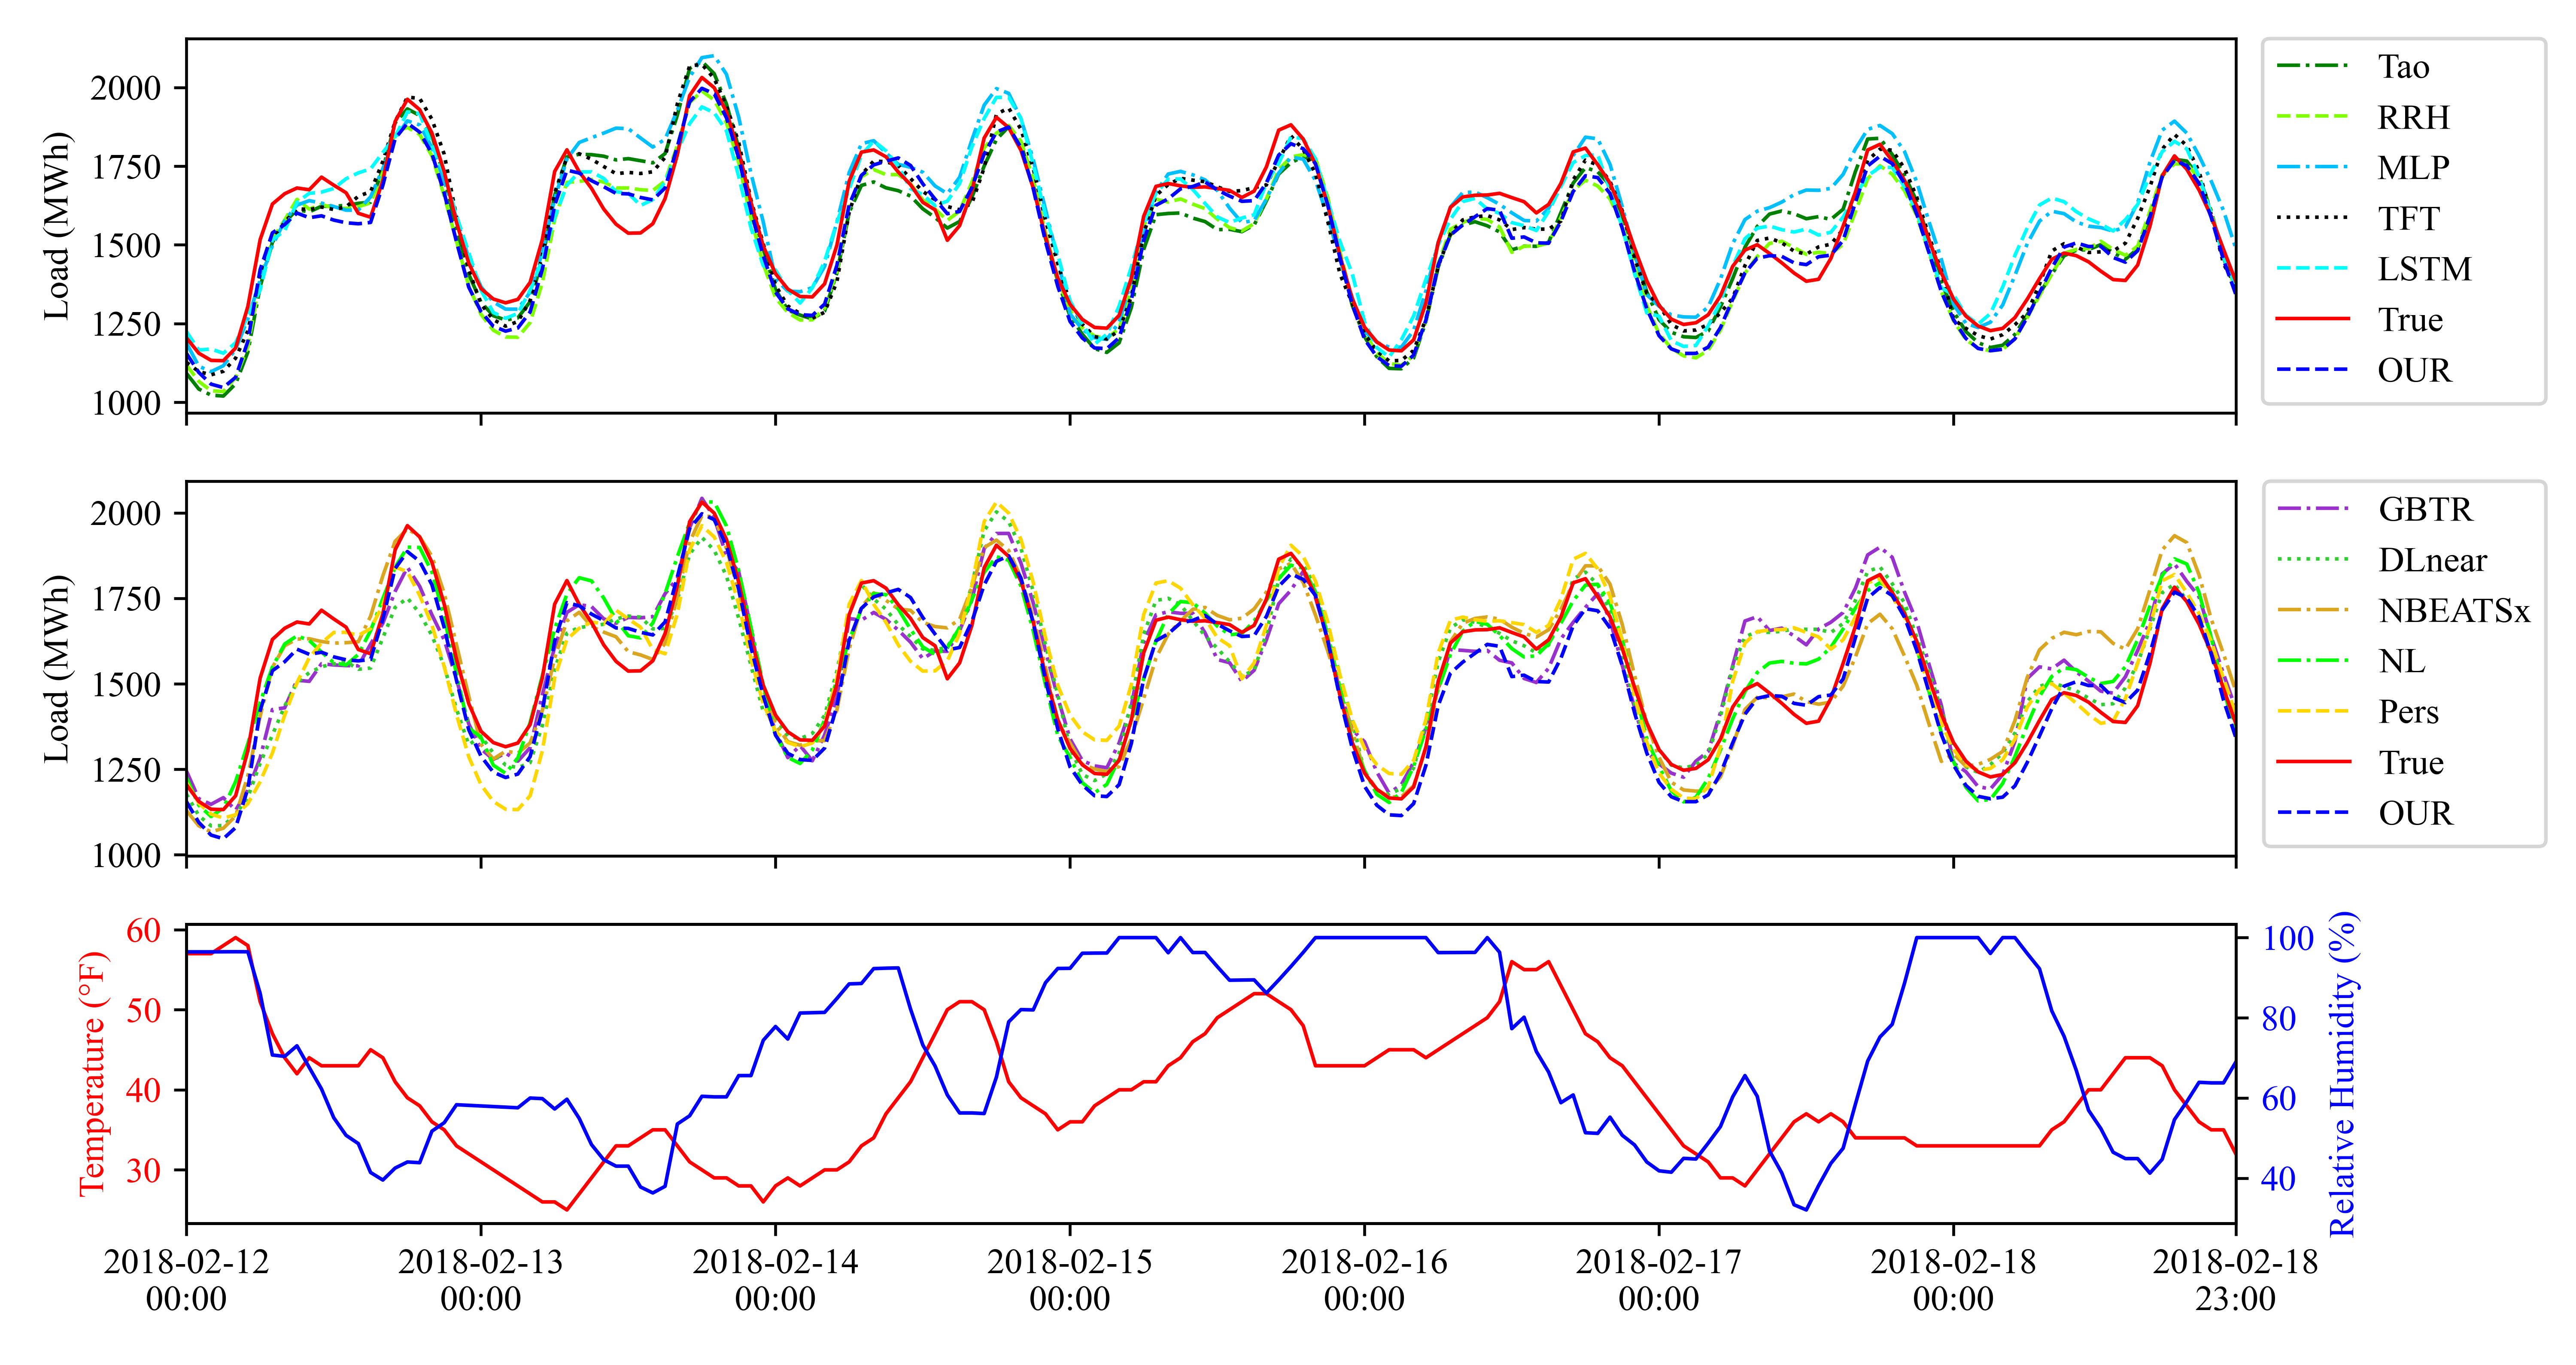 Load (MWh)
2000
1750
1500
1250
1000
Tao
RRH
MLP
TFT
LSTM
True
OUR
Load (MWh)
2000
1750
1500
1250
1000
GBTR
DLnear
NBEATSx
NL
Pers
True
OUR
Temperature (°F)
60
50
40
30
100
80
60
40
Relative Humidity (%)
2018-02-12
00:00
2018-02-13
00:00
2018-02-14
00:00
2018-02-15
00:00
2018-02-16
00:00
2018-02-17
00:00
2018-02-18
00:00
2018-02-18
23:00